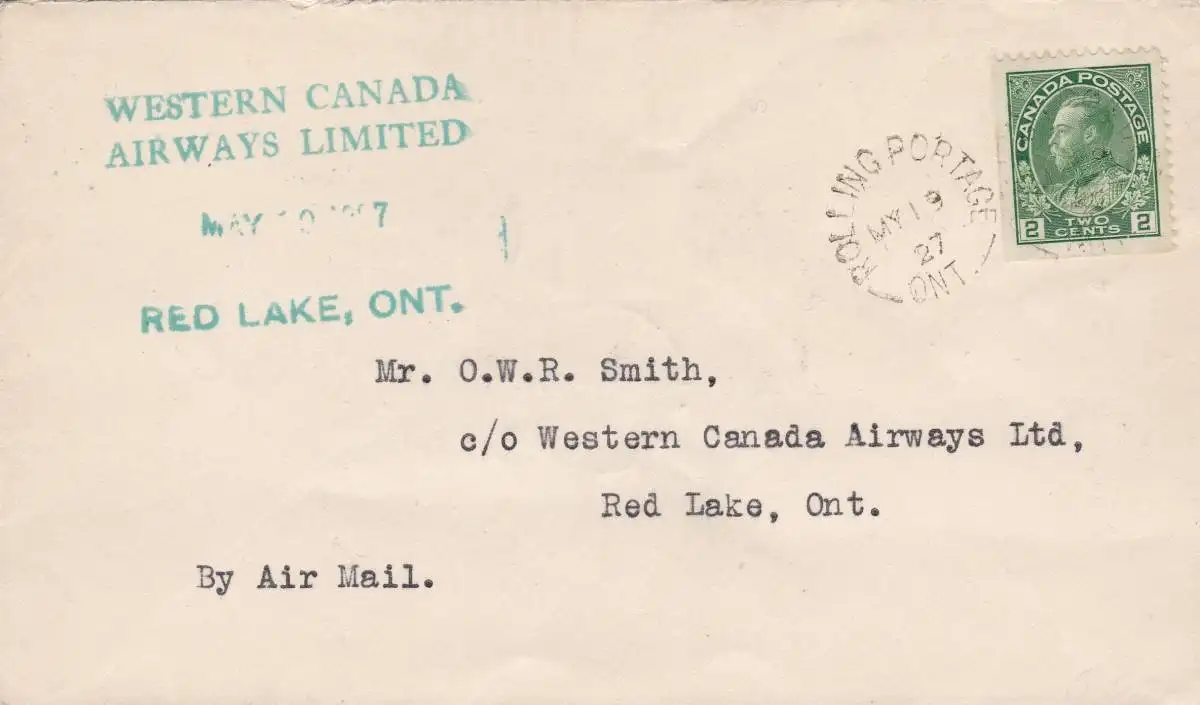 WESTERN CANADA
AIRWAYS LIMITED
MAY
RED LAKE, ONT.
ROLLING PORTAGE
MY 19
27
ONT.
CANADA POSTAGE
2 TWO CENTS 2
Mr. O.W.R. Smith,
c/o Western Canada Airways Ltd,
Red Lake, Ont.
By Air Mail.